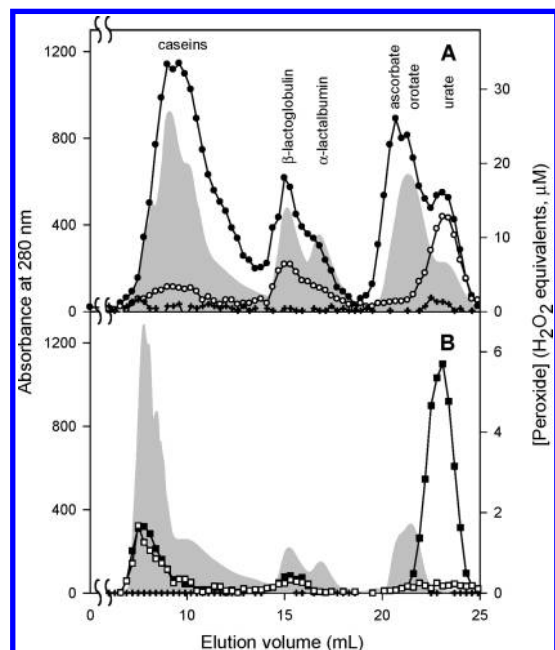 A
caseins
β-lactoglobulin
α-lactalbumin
ascorbate
orotate
urate
1200
800
400
0
30
20
10
0
B
1200
800
400
0
6
4
2
0
0 10 15 20 25
Absorbance at 280 nm
[Peroxide] (H₂O₂ equivalents, μM)
Elution volume (mL)